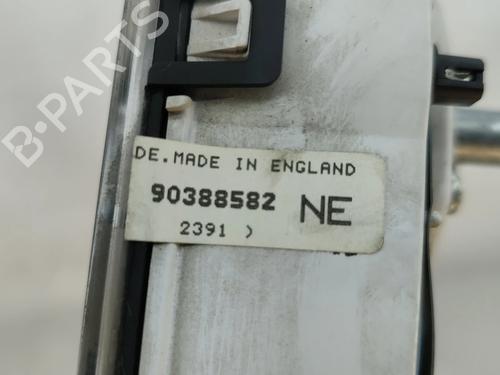 B-PARTS
DE.MADE IN ENGLAND
90388582 NE
2391 )